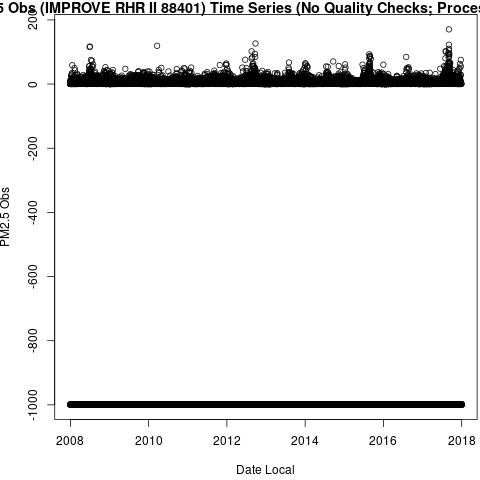 5 Obs (IMPROVE RHR II 88401) Time Series (No Quality Checks; Proces
200
0
-200
-400
-600
-800
-1000
PM2.5 Obs
2008 2010 2012 2014 2016 2018
Date Local